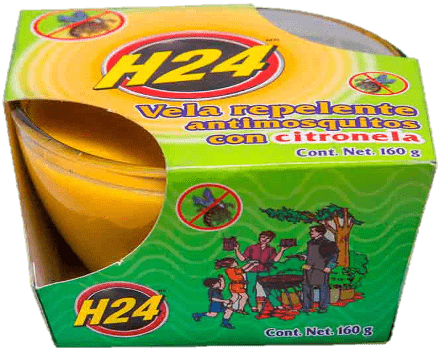 H24
Vela repelente
antimosquitos
con citronela
Cont. Net. 160 g
H24
Cont. Net. 160 g